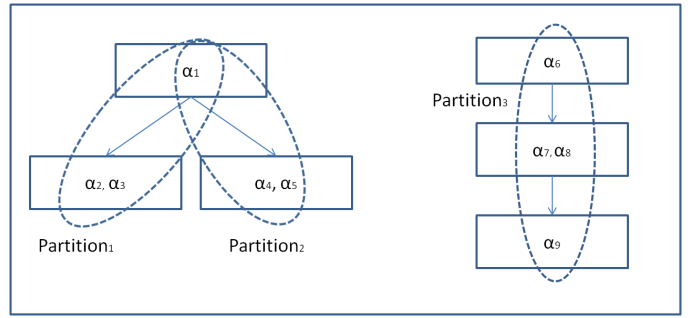 α₁
α₂, α₃
α₄, α₅
Partition₁
Partition₂
α₆
Partition₃
α₇, α₈
α₉